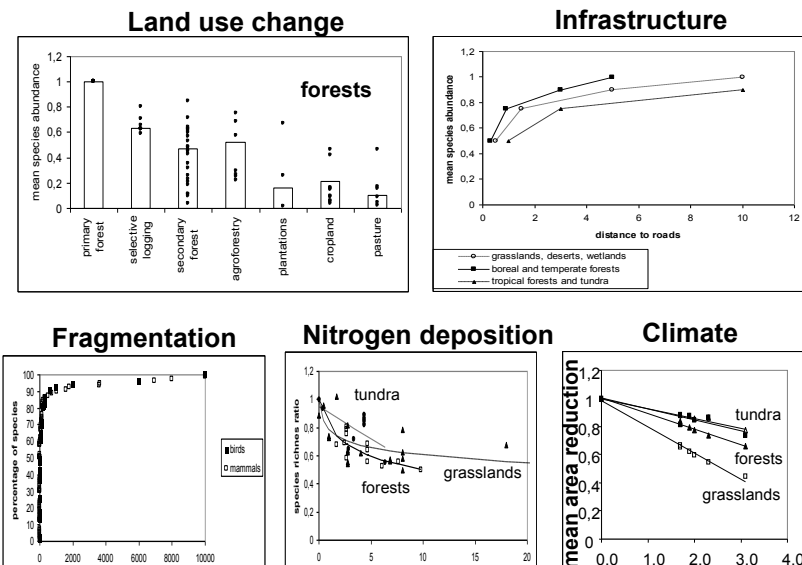 Land use change
1,2
1
0,8
0,6
0,4
0,2
0
mean species abundance
forests
primary
forest
selective
logging
secondary
forest
agroforestry
plantations
cropland
pasture
Infrastructure
1,2
1
0,8
0,6
0,4
0,2
0
mean species abundance
0 2 4 6 8 10 12
distance to roads
grasslands, deserts, wetlands
boreal and temperate forests
tropical forests and tundra
Fragmentation
100
90
80
70
60
50
40
30
20
10
0
percentage of species
birds
mammals
0 2000 4000 6000 8000 10000
Nitrogen deposition
1,2
1
0,8
0,6
0,4
0,2
0
species richnes ratio
tundra
grasslands
forests
0 5 10 15 20
Climate
1,2
1
0,8
0,6
0,4
0,2
0
mean area reduction
tundra
forests
grasslands
0.0 1.0 2.0 3.0 4.0